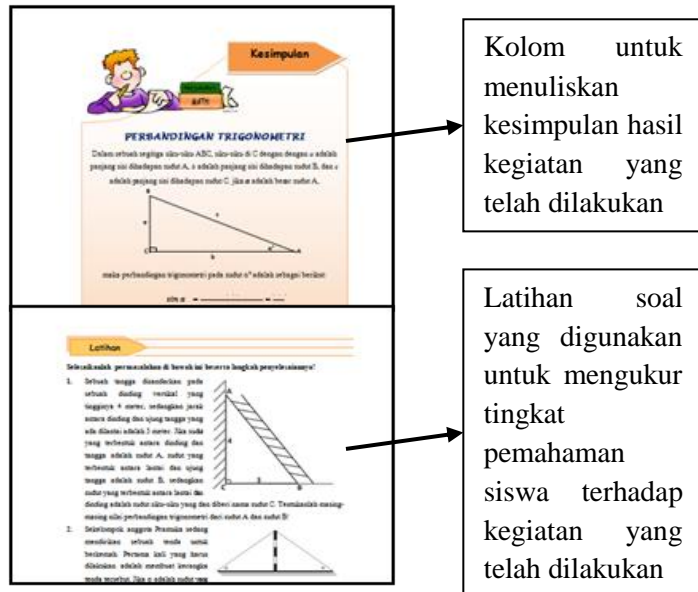 Kesimpulan
MATH
PERBANDINGAN TRIGONOMETRI
Dalam sebuah segitiga siku-siku ABC, siku-siku di C dengan dengan a adalah
panjang sisi dihadapan sudut A, b adalah panjang sisi dihadapan sudut B, dan c
adalah panjang sisi dihadapan sudut C. jika α adalah besar sudut A,
B
a
c
C
b
α°
A
maka perbandingan trigonometri pada sudut α° adalah sebagai berikut:
sin α = =
Latihan
Selesaikanlah permasalahan di bawah ini beserta langkah penyelesaiannya!
1. Sebuah tangga disandarkan pada
sebuah dinding vertikal yang
tingginya 4 meter, sedangkan jarak
antara dinding dan ujung tangga yang
ada dilantai adalah 3 meter. Jika sudut
yang terbentuk antara dinding dan
tangga adalah sudut A, sudut yang
terbentuk antara lantai dan ujung
tangga adalah sudut B, sedangkan
sudut yang terbentuk antara lantai dan
dinding adalah sudut siku-siku yang dan diberi nama sudut C. Tentukanlah masing-
masing nilai perbandingan trigonometri dari sudut A dan sudut B!
A
4
C
3
B
2. Sekelompok anggota Pramuka sedang
mendirikan sebuah tenda untuk
berkemah. Pertama kali yang harus
dilakukan adalah membuat kerangka
tenda tersebut. Jika α adalah sudut yang
Kolom untuk
menuliskan
kesimpulan hasil
kegiatan yang
telah dilakukan
Latihan soal
yang digunakan
untuk mengukur
tingkat
pemahaman
siswa terhadap
kegiatan yang
telah dilakukan